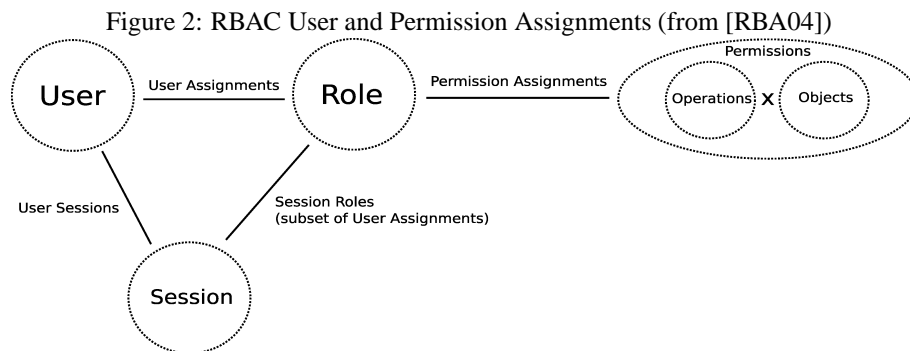 Figure 2: RBAC User and Permission Assignments (from [RBA04])
Permissions
User
User Assignments
Role
Permission Assignments
Operations x Objects
User Sessions
Session Roles
(subset of User Assignments)
Session